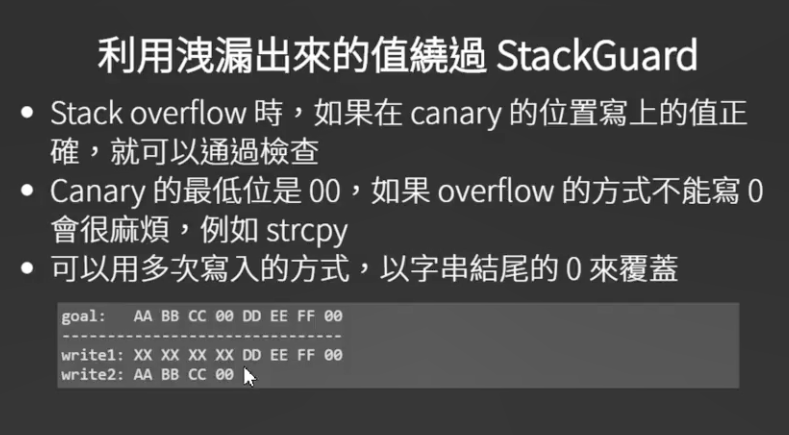 利用洩漏出來的值繞過 StackGuard
• Stack overflow 時，如果在 canary 的位置寫上的值正
確，就可以通過檢查
• Canary 的最低位是 00，如果 overflow 的方式不能寫 0
會很麻煩，例如 strcpy
• 可以用多次寫入的方式，以字串結尾的 0 來覆蓋
goal:   AA BB CC 00 DD EE FF 00
-------------------------------
write1: XX XX XX XX DD EE FF 00
write2: AA BB CC 00